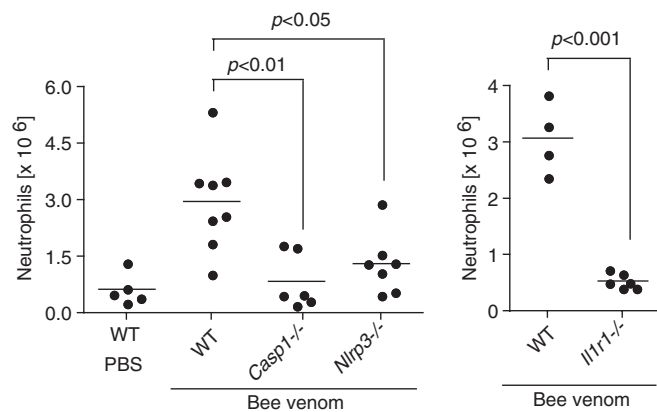 p<0.05
p<0.01
Neutrophils [x 10 6]
6.0
4.5
3.0
1.5
0.0
WT
PBS
WT
Casp1-/-
Nlrp3-/-
Bee venom
p<0.001
Neutrophils [x 10 6]
4
3
2
1
0
WT
Il1r1-/-
Bee venom